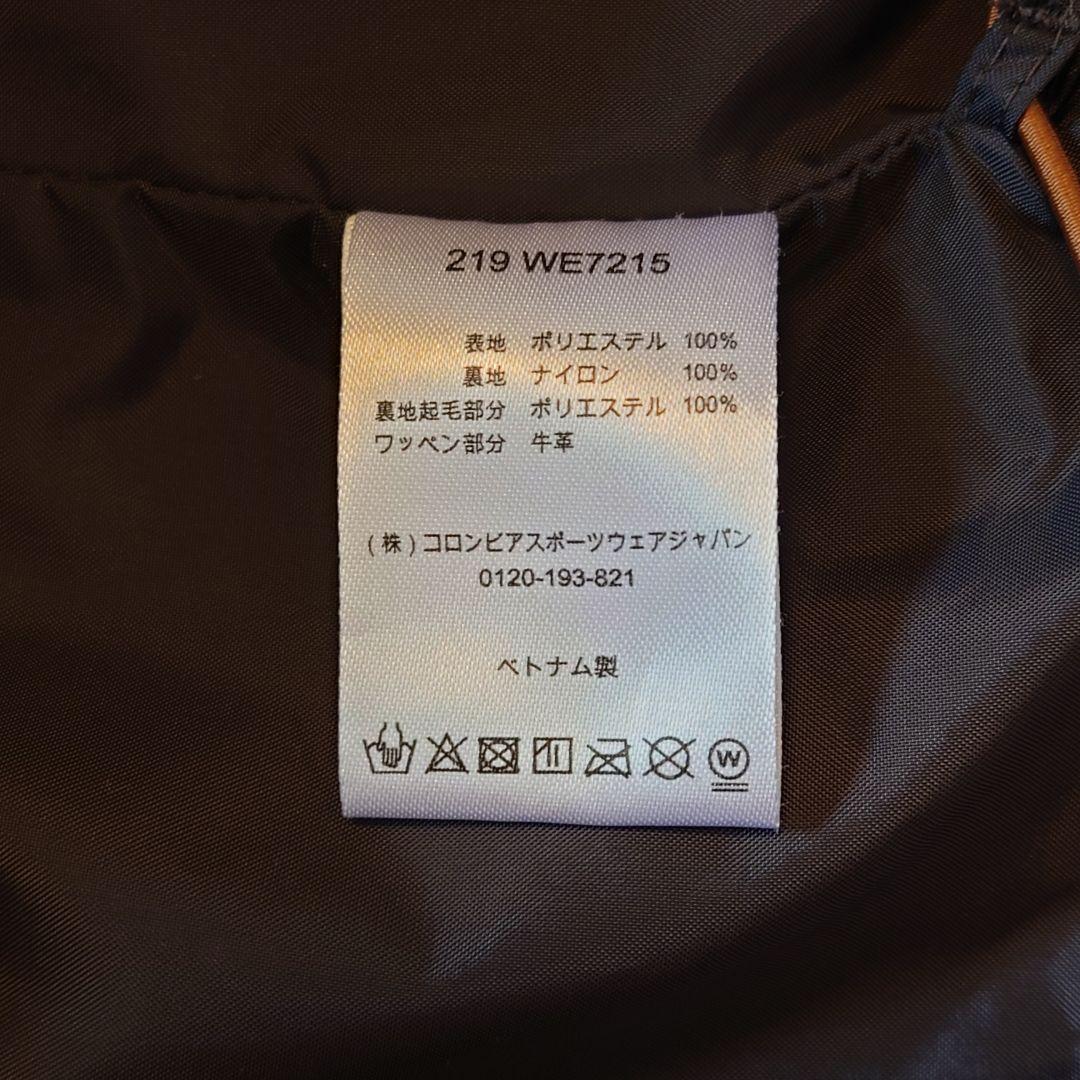 219 WE7215
表地 ポリエステル 100%
裏地 ナイロン 100%
裏地起毛部分 ポリエステル 100%
ワッペン部分 牛革
(株)コロンビアスポーツウェアジャパン
0120-193-821
ベトナム製
W